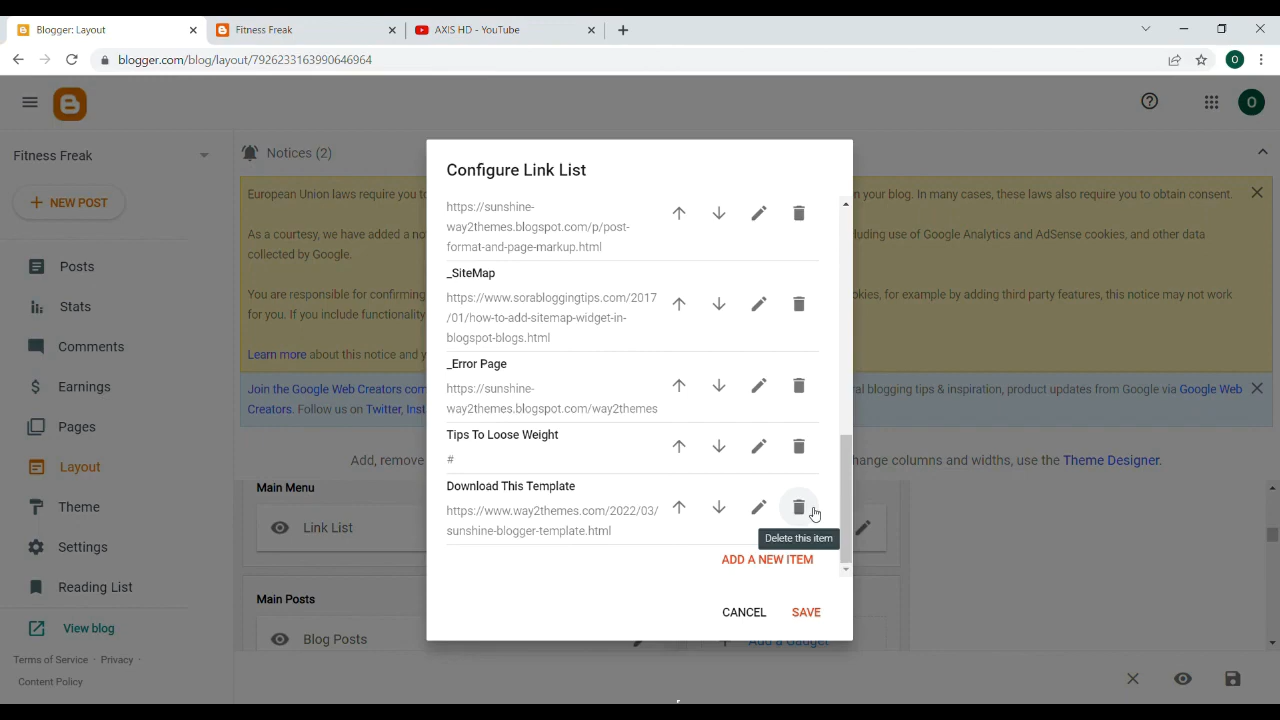 Blogger: Layout
Fitness Freak
AXIS HD - YouTube
blogger.com/blog/layout/7926233163990646964
O
O
Fitness Freak
NEW POST
Posts
Stats
Comments
Earnings
Pages
Layout
Theme
Settings
Reading List
View blog
Terms of Service · Privacy ·
Content Policy
Notices (2)
European Union laws require you to
n your blog. In many cases, these laws also require you to obtain consent.
As a courtesy, we have added a no
luding use of Google Analytics and AdSense cookies, and other data
collected by Google.
You are responsible for confirming
okies, for example by adding third party features, this notice may not work
for you. If you include functionality
Learn more about this notice and y
Join the Google Web Creators com
al blogging tips & inspiration, product updates from Google via Google Web
Creators. Follow us on Twitter, Inst
Add, remove
hange columns and widths, use the Theme Designer.
Main Menu
Link List
Main Posts
Blog Posts
Add a Gadget
Configure Link List
https://sunshine-
way2themes.blogspot.com/p/post-
format-and-page-markup.html
_SiteMap
https://www.sorabloggingtips.com/2017
/01/how-to-add-sitemap-widget-in-
blogspot-blogs.html
_Error Page
https://sunshine-
way2themes.blogspot.com/way2themes
Tips To Loose Weight
#
Download This Template
https://www.way2themes.com/2022/03/
sunshine-blogger-template.html
Delete this item
ADD A NEW ITEM
CANCEL
SAVE